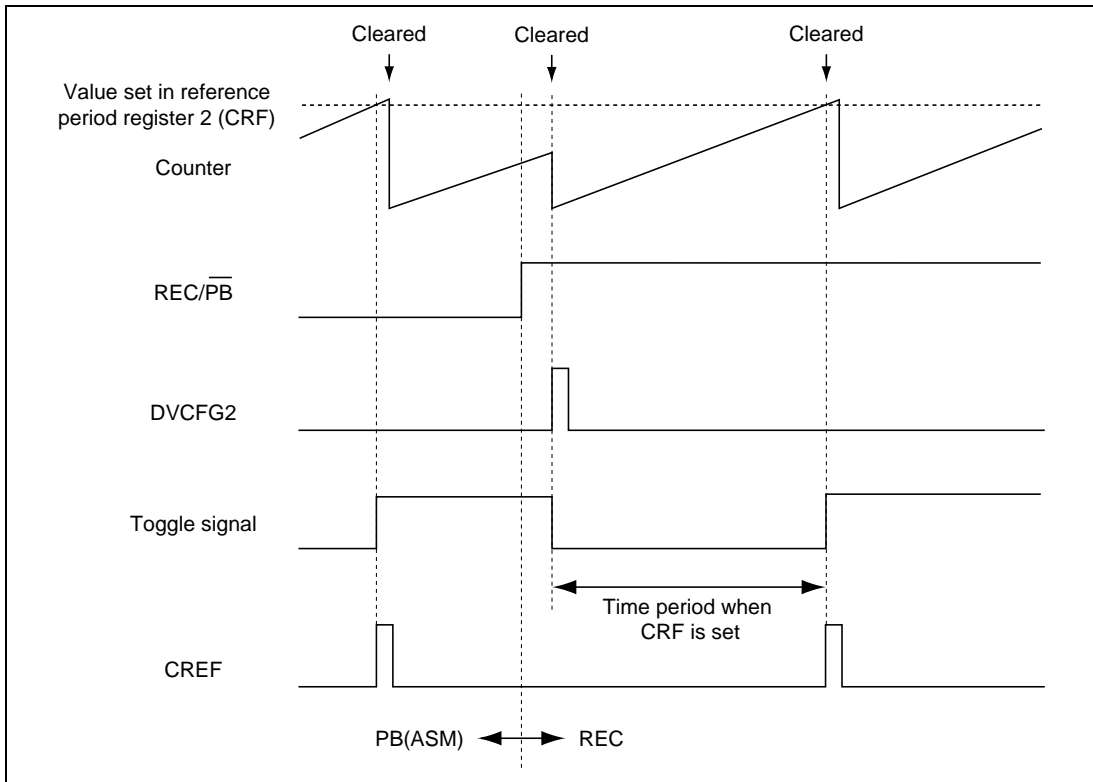 Cleared Cleared Cleared
Value set in reference
period register 2 (CRF)
Counter
REC/P̅B̅
DVCFG2
Toggle signal
Time period when
CRF is set
CREF
PB(ASM) REC